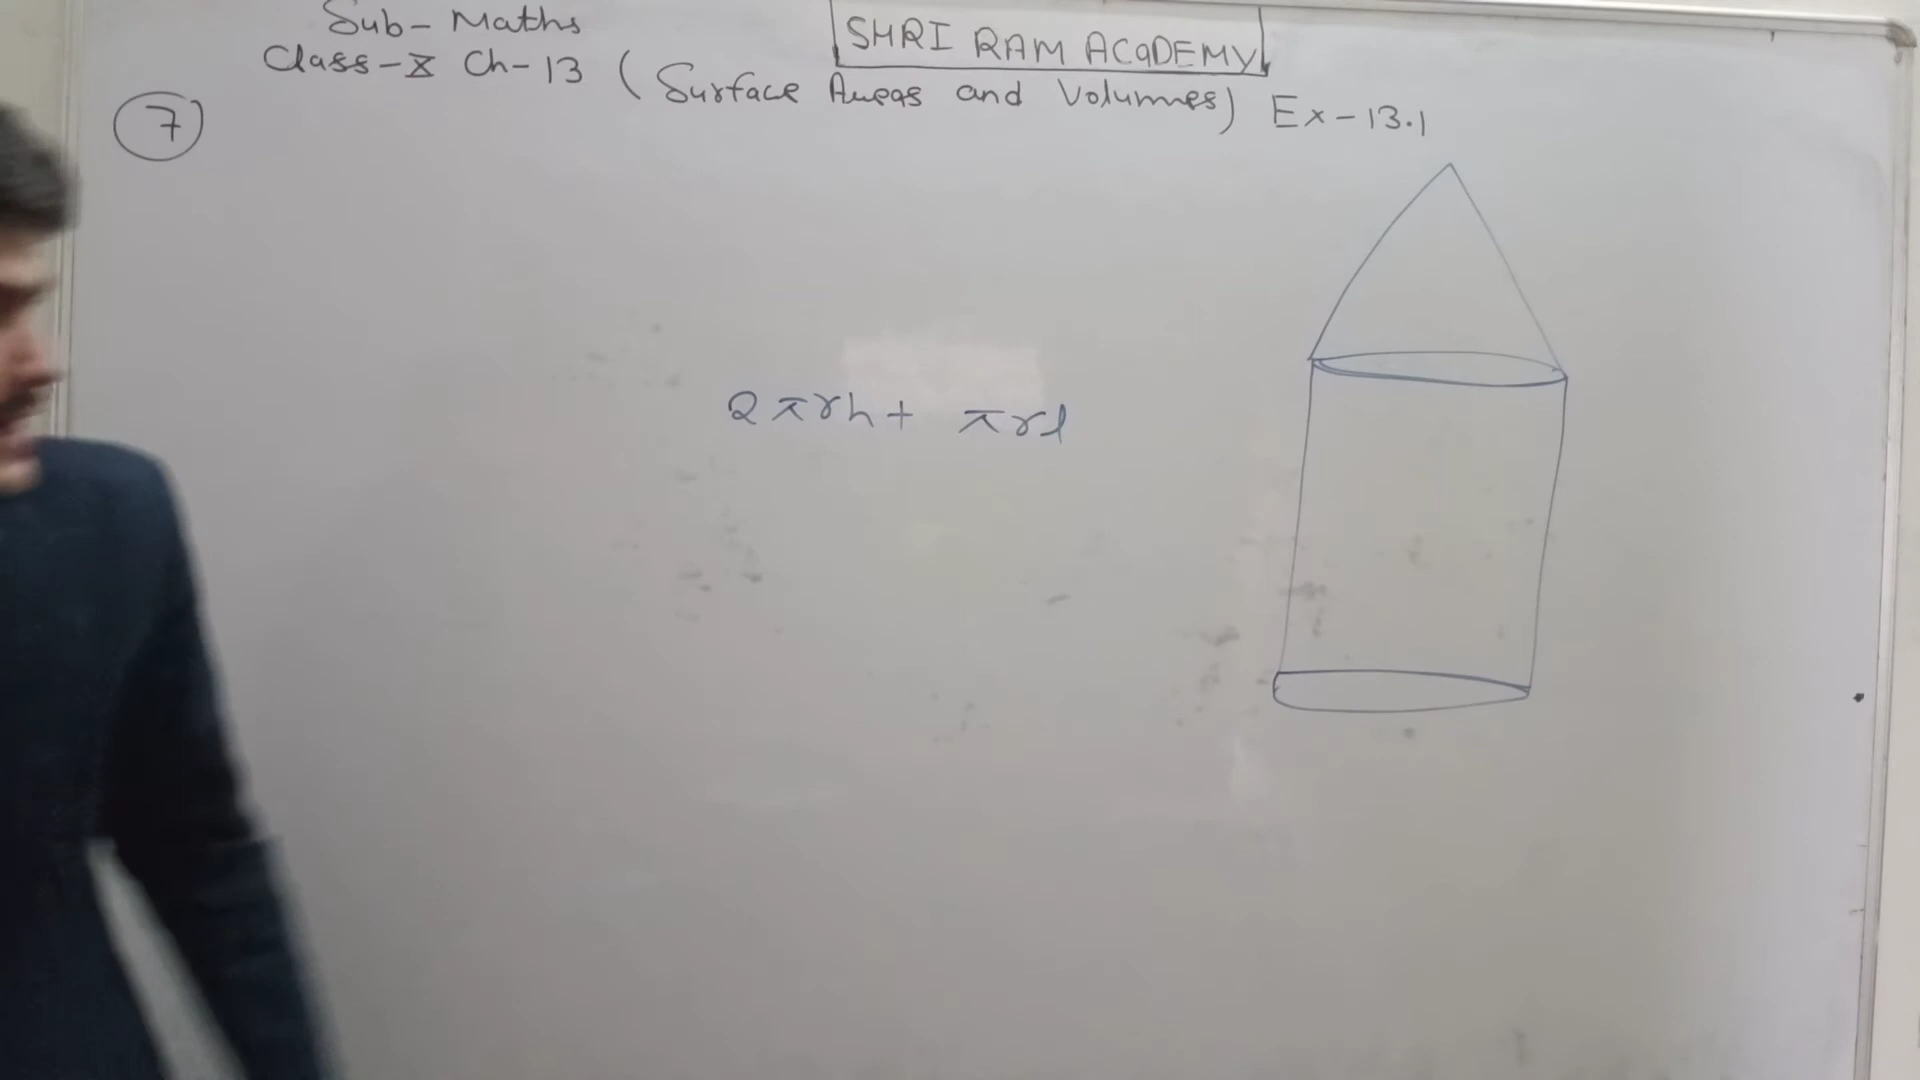 Sub- Maths
SHRI RAM ACADEMY
Class-X Ch-13 (Surface Areas and Volumes) Ex-13.1
7
2πrh + πrl